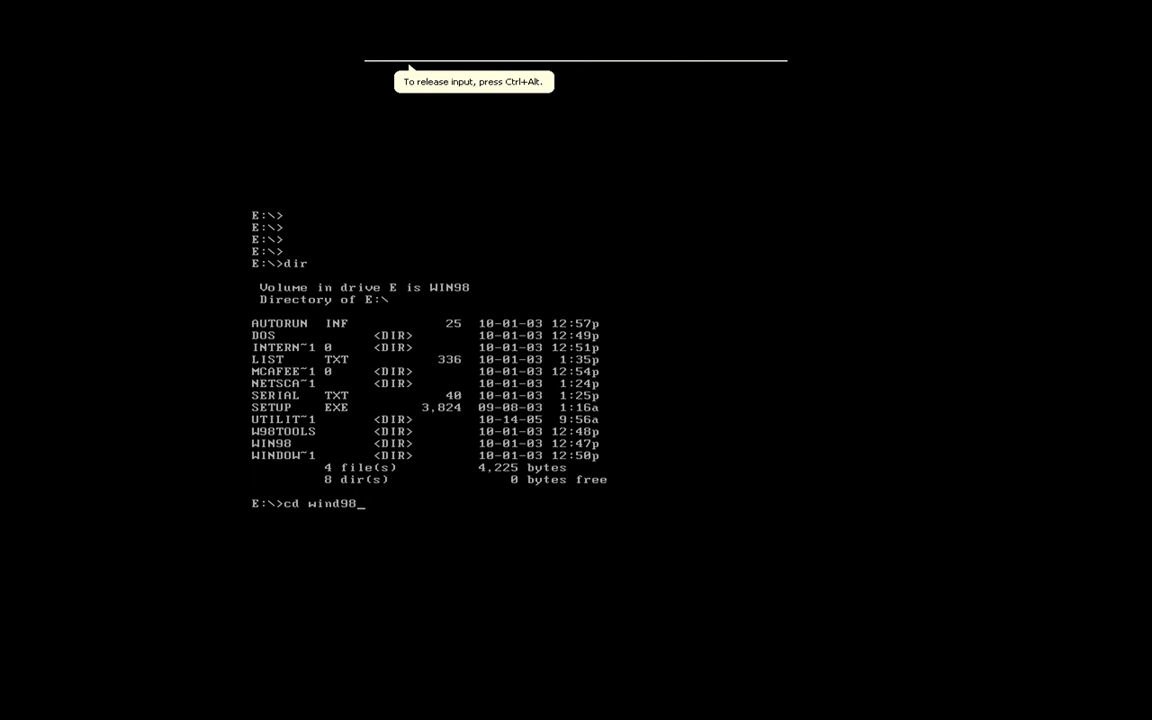 To release input, press Ctrl+Alt.
E:\>
E:\>
E:\>
E:\>
E:\>dir
Volume in drive E is WIN98
Directory of E:\
AUTORUN  INF            25  10-01-03 12:57p
DOS            <DIR>        10-01-03 12:49p
INTERN~1 0     <DIR>        10-01-03 12:51p
LIST     TXT           336  10-01-03  1:35p
MCAFEE~1 0     <DIR>        10-01-03 12:54p
NETSCA~1       <DIR>        10-01-03  1:24p
SERIAL   TXT            40  10-01-03  1:25p
SETUP    EXE         3,824  09-08-03  1:16a
UTILIT~1       <DIR>        10-14-05  9:56a
W98TOOLS       <DIR>        10-01-03 12:48p
WIN98          <DIR>        10-01-03 12:47p
WINDOW~1       <DIR>        10-01-03 12:50p
4 file(s)          4,225 bytes
8 dir(s)               0 bytes free
E:\>cd wind98_